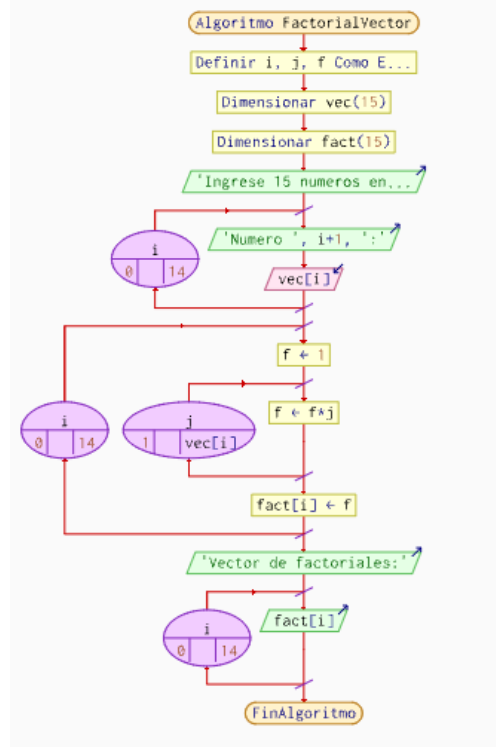 Algoritmo FactorialVector
Definir i, j, f Como E...
Dimensionar vec(15)
Dimensionar fact(15)
'Ingrese 15 numeros en...
'Numero ', i+1, ':'
i
0 14
vec[i]
f ← 1
i
0 14
j
1 vec[i]
f ← f*j
fact[i] ← f
'Vector de factoriales:'
i
0 14
fact[i]
FinAlgoritmo